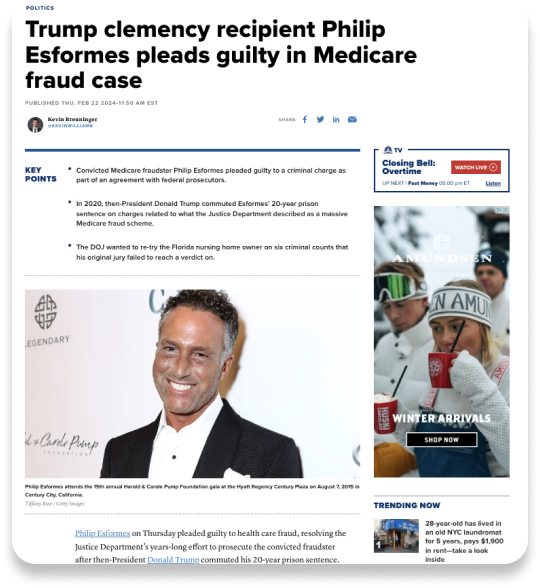 POLITICS
Trump clemency recipient Philip
Esformes pleads guilty in Medicare
fraud case
PUBLISHED THU, FEB 22 2024-11:50 AM EST
Kevin Breuninger
@KEVINWILLIAMB
SHARE
KEY
POINTS
Convicted Medicare fraudster Philip Esformes pleaded guilty to a criminal charge as
part of an agreement with federal prosecutors.
In 2020, then-President Donald Trump commuted Esformes' 20-year prison
sentence on charges related to what the Justice Department described as a massive
Medicare fraud scheme.
The DOJ wanted to re-try the Florida nursing home owner on six criminal counts that
his original jury failed to reach a verdict on.
LEGENDARY
& Carole Pump
FOUNDATION
Philip Esformes attends the 15th annual Harold & Carole Pump Foundation gala at the Hyatt Regency Century Plaza on August 7, 2015 in
Century City, California.
Tiffany Rose | Getty Images
Philip Esformes on Thursday pleaded guilty to health care fraud, resolving the
Justice Department's years-long effort to prosecute the convicted fraudster
after then-President Donald Trump commuted his 20-year prison sentence.
TV
Closing Bell:
Overtime
WATCH LIVE
UP NEXT | Fast Money 05:00 pm ET
Listen
AMUNDSEN
WINTER ARRIVALS
SHOP NOW
TRENDING NOW
1
28-year-old has lived in
an old NYC laundromat
for 5 years, pays $1,900
in rent—take a look
inside